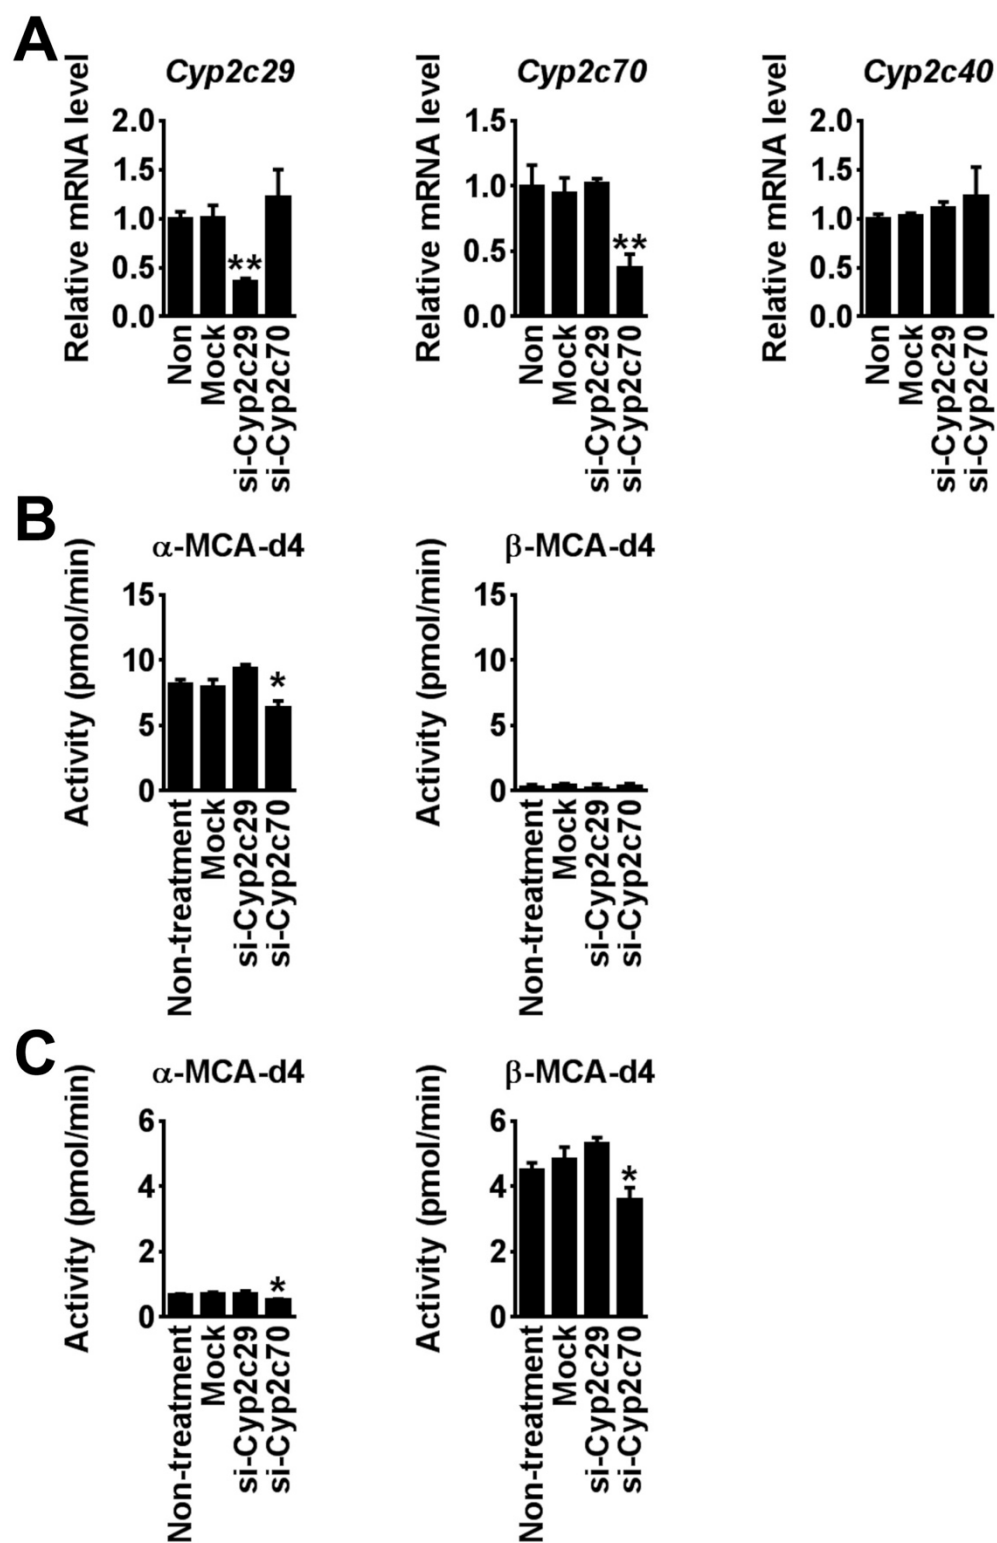 A
Cyp2c29
Cyp2c70
Cyp2c40
Relative mRNA level
2.0
1.5
1.0
0.5
0.0
**
Non
Mock
si-Cyp2c29
si-Cyp2c70
Relative mRNA level
1.5
1.0
0.5
0.0
**
Non
Mock
si-Cyp2c29
si-Cyp2c70
Relative mRNA level
2.0
1.5
1.0
0.5
0.0
Non
Mock
si-Cyp2c29
si-Cyp2c70
B
α-MCA-d4
Activity (pmol/min)
15
10
5
0
*
Non-treatment
Mock
si-Cyp2c29
si-Cyp2c70
β-MCA-d4
Activity (pmol/min)
15
10
5
0
Non-treatment
Mock
si-Cyp2c29
si-Cyp2c70
C
α-MCA-d4
Activity (pmol/min)
6
4
2
0
*
Non-treatment
Mock
si-Cyp2c29
si-Cyp2c70
β-MCA-d4
Activity (pmol/min)
6
4
2
0
*
Non-treatment
Mock
si-Cyp2c29
si-Cyp2c70